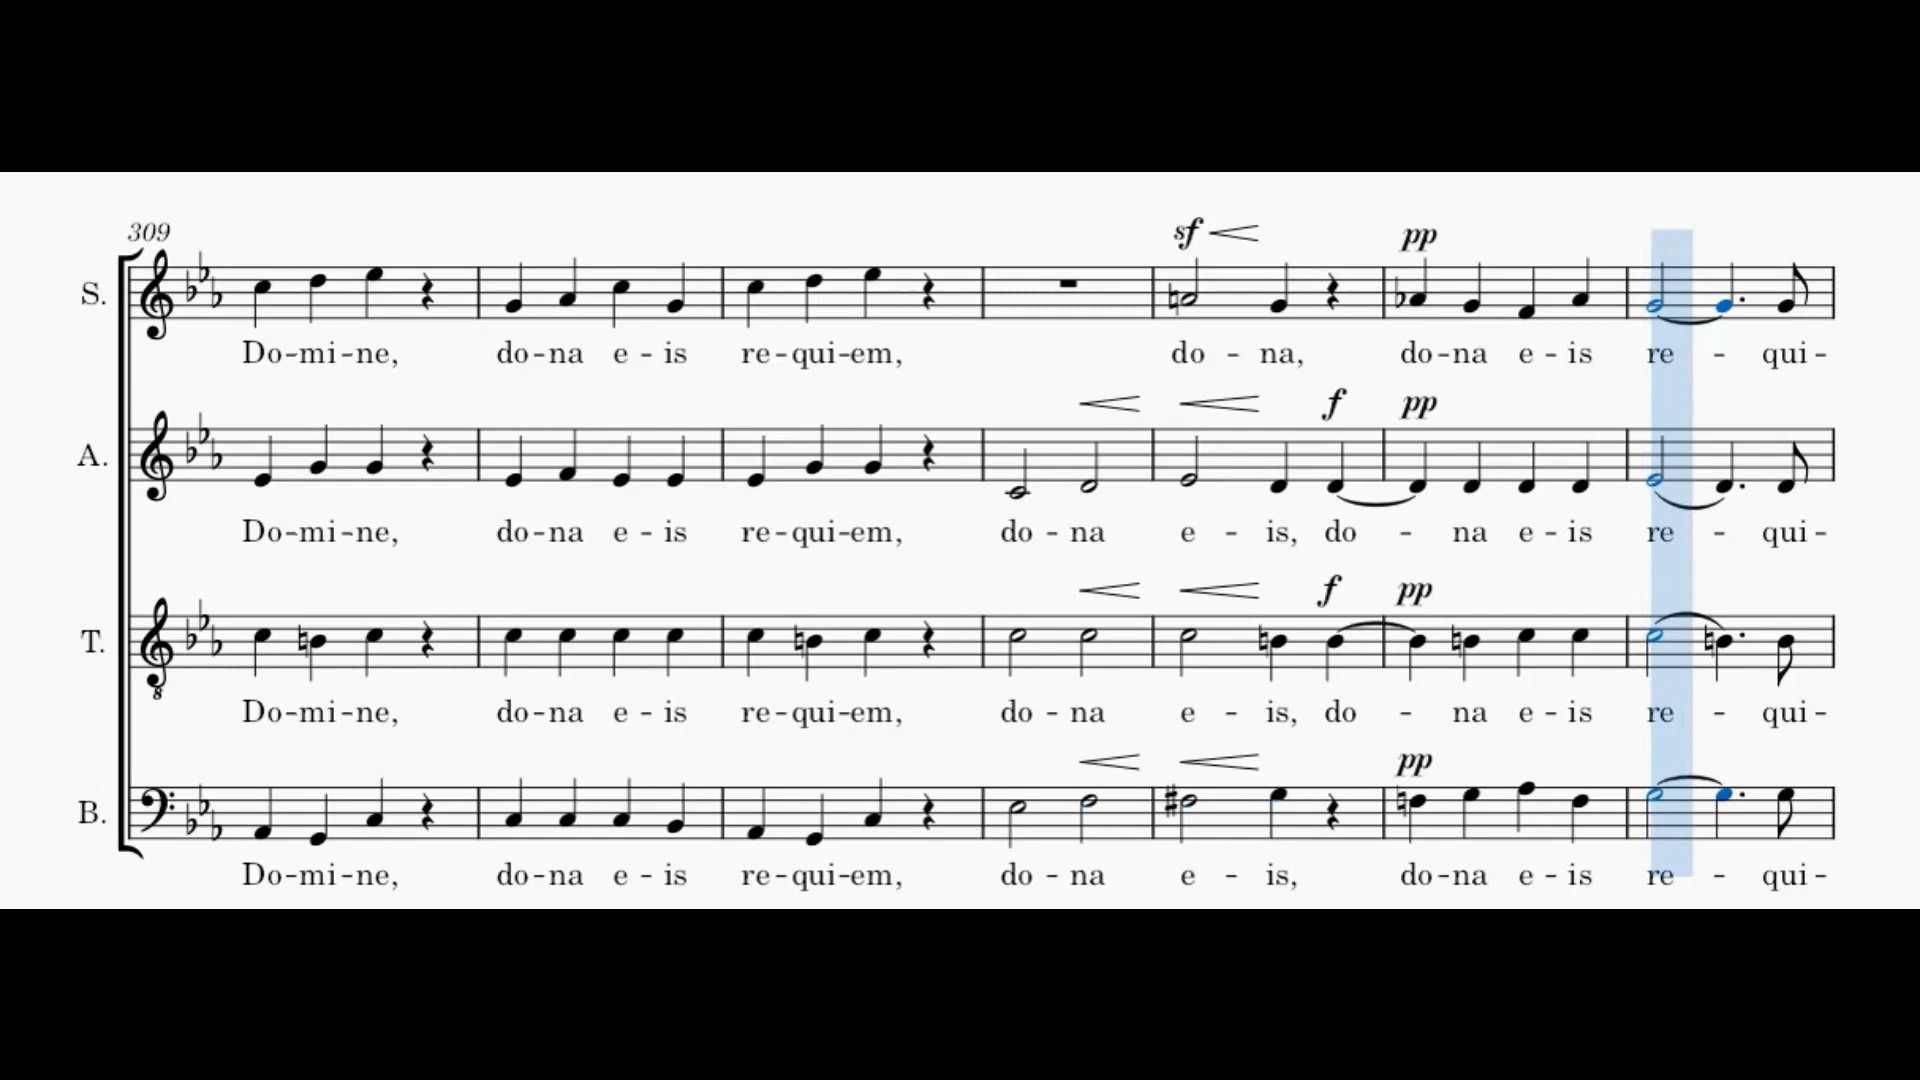 309
sf pp
S.
Do-mi-ne, do-na e-is re-qui-em, do-na, do-na e-is re-qui-
f pp
A.
Do-mi-ne, do-na e-is re-qui-em, do-na e-is, do-na e-is re-qui-
f pp
T.
8
Do-mi-ne, do-na e-is re-qui-em, do-na e-is, do-na e-is re-qui-
pp
B.
Do-mi-ne, do-na e-is re-qui-em, do-na e-is, do-na e-is re-qui-